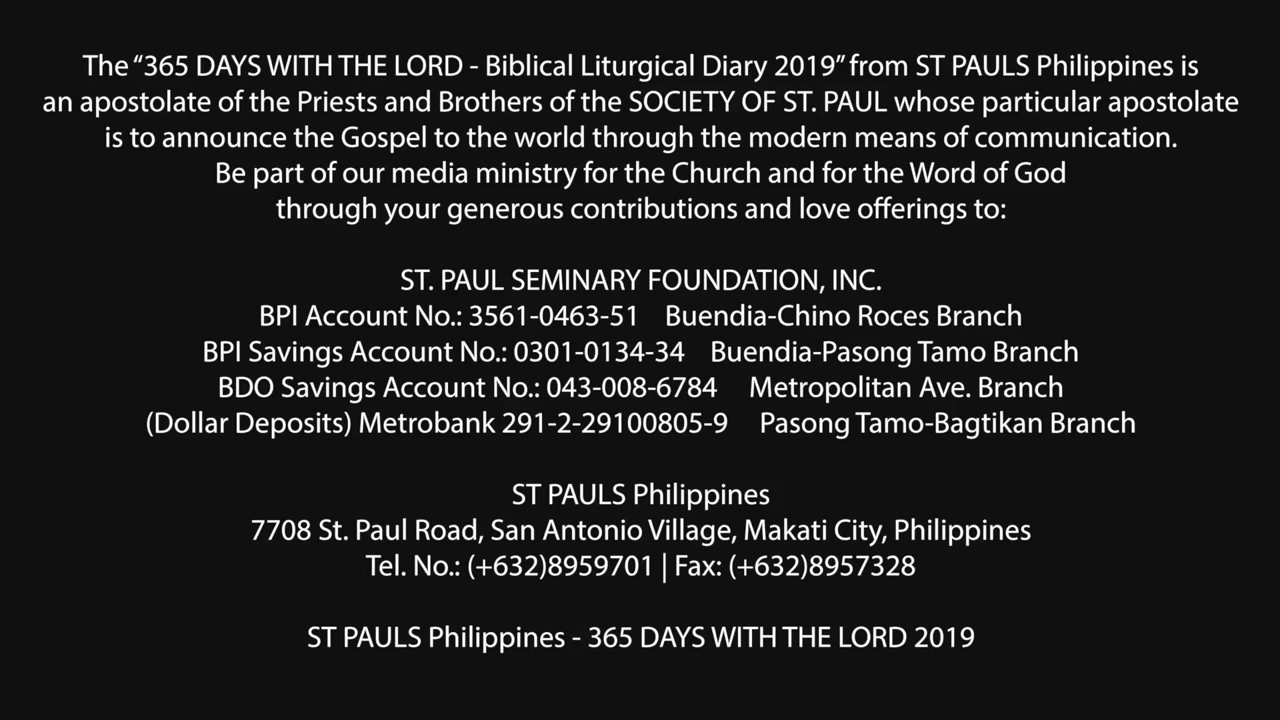 The “365 DAYS WITH THE LORD - Biblical Liturgical Diary 2019” from ST PAULS Philippines is
an apostolate of the Priests and Brothers of the SOCIETY OF ST. PAUL whose particular apostolate
is to announce the Gospel to the world through the modern means of communication.
Be part of our media ministry for the Church and for the Word of God
through your generous contributions and love offerings to:
ST. PAUL SEMINARY FOUNDATION, INC.
BPI Account No.: 3561-0463-51 Buendia-Chino Roces Branch
BPI Savings Account No.: 0301-0134-34 Buendia-Pasong Tamo Branch
BDO Savings Account No.: 043-008-6784 Metropolitan Ave. Branch
(Dollar Deposits) Metrobank 291-2-29100805-9 Pasong Tamo-Bagtikan Branch
ST PAULS Philippines
7708 St. Paul Road, San Antonio Village, Makati City, Philippines
Tel. No.: (+632)8959701 | Fax: (+632)8957328
ST PAULS Philippines - 365 DAYS WITH THE LORD 2019